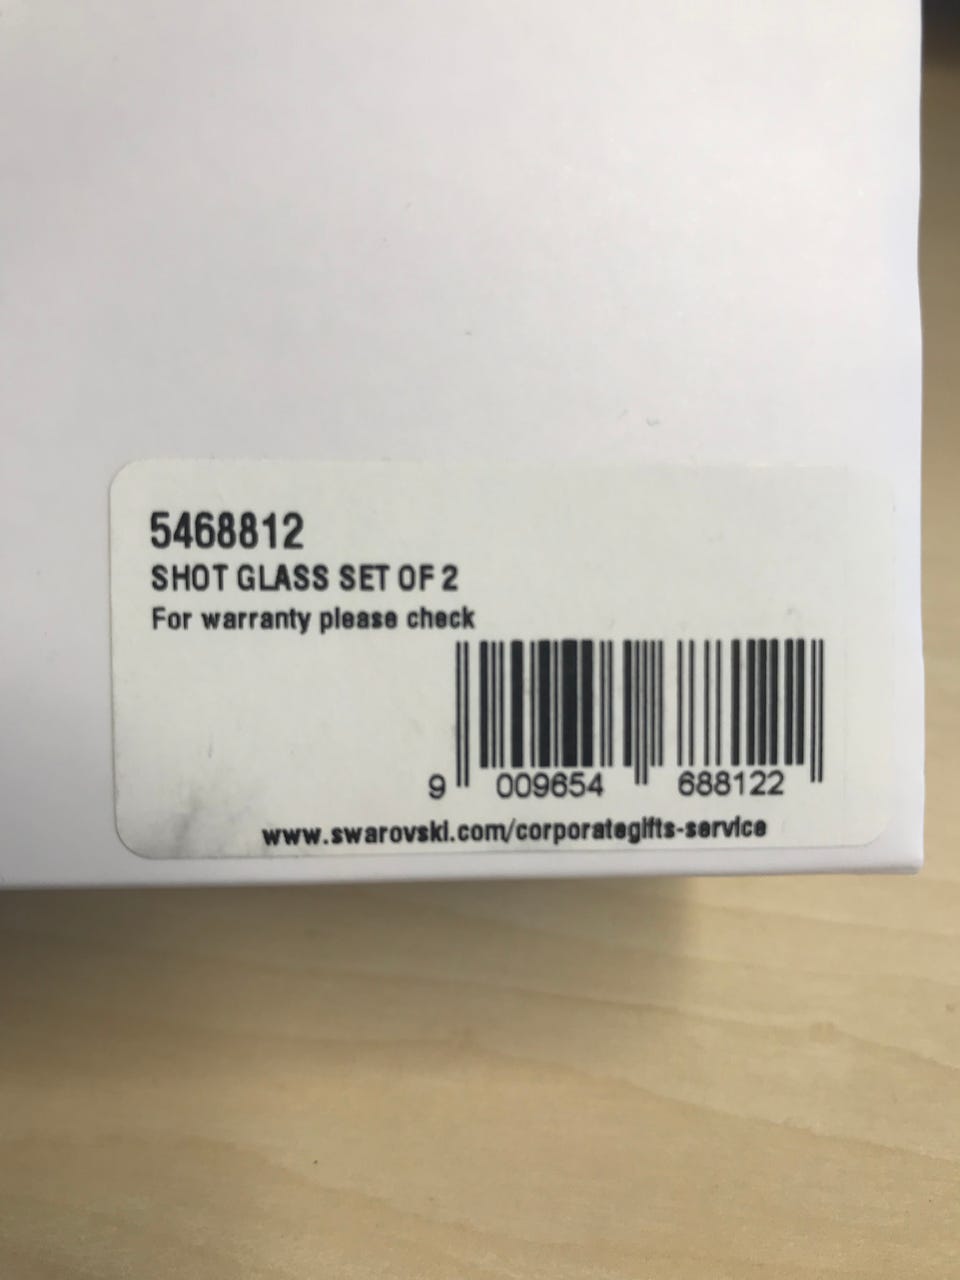 5468812
SHOT GLASS SET OF 2
For warranty please check
9 009654 688122
www.swarovski.com/corporategifts-service